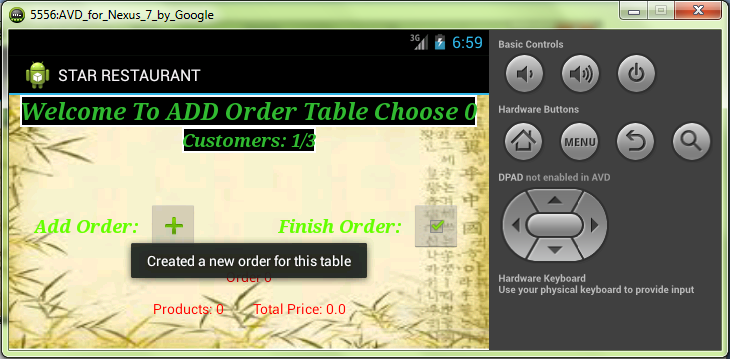 5556:AVD_for_Nexus_7_by_Google
3G 6:59
STAR RESTAURANT
Welcome To ADD Order Table Choose 0
Customers: 1/3
Add Order:
Finish Order:
Created a new order for this table
Order 0
Products: 0 Total Price: 0.0
Basic Controls
Hardware Buttons
MENU
DPAD not enabled in AVD
Hardware Keyboard
Use your physical keyboard to provide input